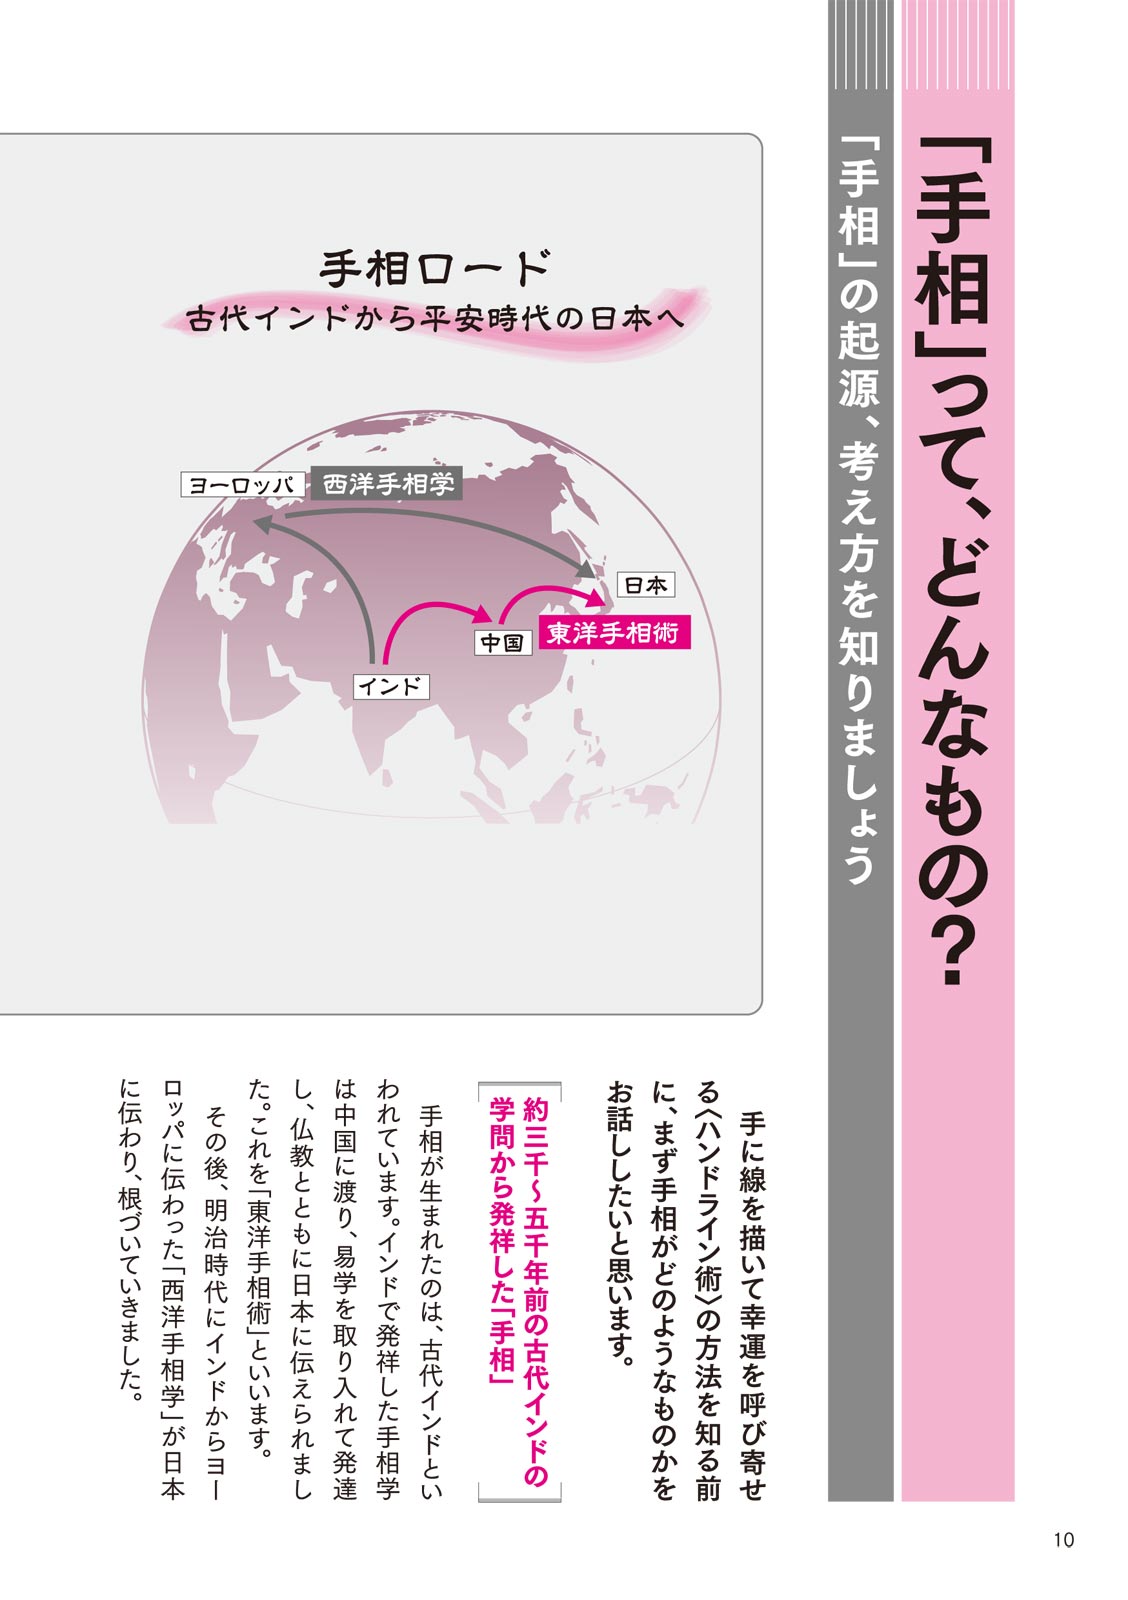 「手相」って、どんなもの？
「手相」の起源、考え方を知りましょう
手相ロード
古代インドから平安時代の日本へ
ヨーロッパ
西洋手相学
日本
中国
東洋手相術
インド
手に線を描いて幸運を呼び寄せ
る〈ハンドライン術〉の方法を知る前
に、まず手相がどのようなものかを
お話ししたいと思います。
約三千～五千年前の古代インドの
学問から発祥した「手相」
手相が生まれたのは、古代インドとい
われています。インドで発祥した手相学
は中国に渡り、易学を取り入れて発達
し、仏教とともに日本に伝えられまし
た。これを「東洋手相術」といいます。
その後、明治時代にインドからヨー
ロッパに伝わった「西洋手相学」が日本
に伝わり、根づいていきました。
10